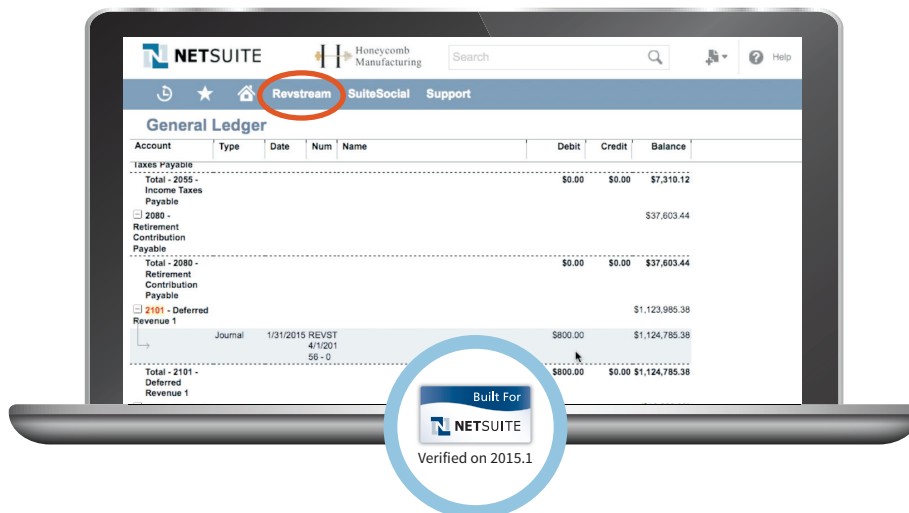 NETSUITE
Honeycomb
Manufacturing
Search
Help
Revstream SuiteSocial Support
General Ledger
Account Type Date Num Name Debit Credit Balance
Taxes Payable
Total - 2055 - $0.00 $0.00 $7,310.12
Income Taxes
Payable
2080 - $37,603.44
Retirement
Contribution
Payable
Total - 2080 - $0.00 $0.00 $37,603.44
Retirement
Contribution
Payable
2101 - Deferred $1,123,985.38
Revenue 1
Journal 1/31/2015 REVST $800.00 $1,124,785.38
4/1/201
56 - 0
Total - 2101 - $800.00 $0.00 $1,124,785.38
Deferred
Revenue 1
Built For
NETSUITE
Verified on 2015.1